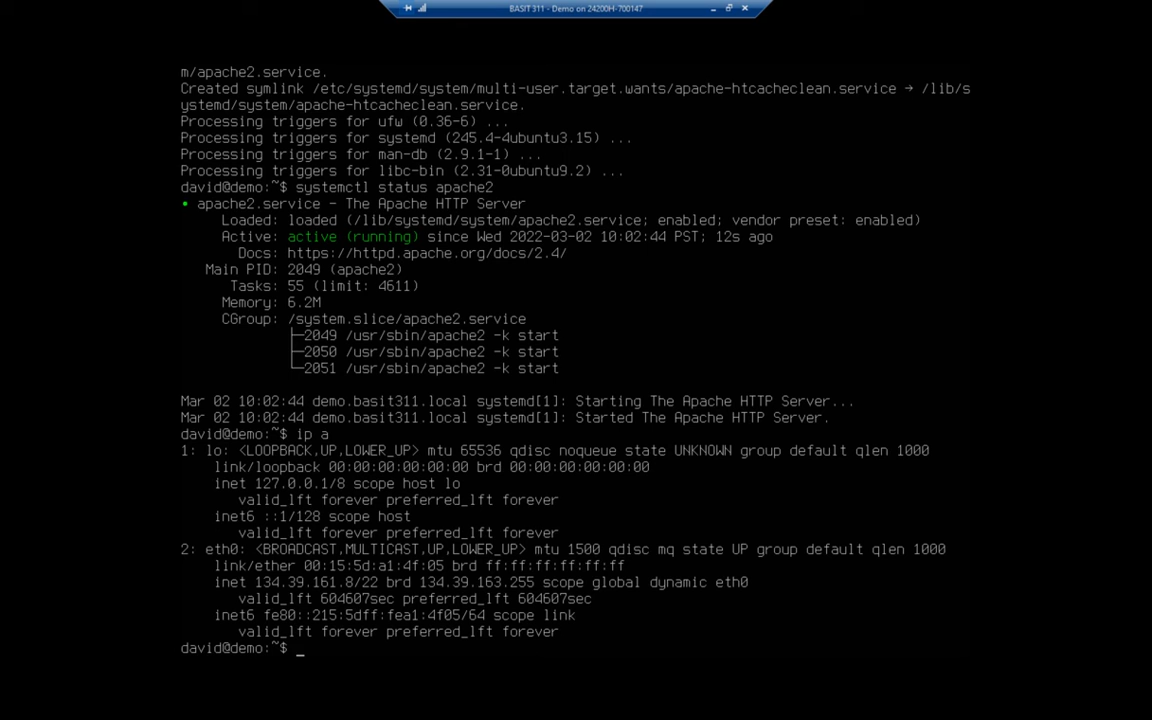 BASIT 311 - Demo on 24200H-700147
m/apache2.service.
Created symlink /etc/systemd/system/multi-user.target.wants/apache-htcacheclean.service → /lib/s
ystemd/system/apache-htcacheclean.service.
Processing triggers for ufw (0.36-6) ...
Processing triggers for systemd (245.4-4ubuntu3.15) ...
Processing triggers for man-db (2.9.1-1) ...
Processing triggers for libc-bin (2.31-0ubuntu9.2) ...
david@demo:~$ systemctl status apache2
• apache2.service - The Apache HTTP Server
Loaded: loaded (/lib/systemd/system/apache2.service; enabled; vendor preset: enabled)
Active: active (running) since Wed 2022-03-02 10:02:44 PST; 12s ago
Docs: https://httpd.apache.org/docs/2.4/
Main PID: 2049 (apache2)
Tasks: 55 (limit: 4611)
Memory: 6.2M
CGroup: /system.slice/apache2.service
├─2049 /usr/sbin/apache2 -k start
├─2050 /usr/sbin/apache2 -k start
└─2051 /usr/sbin/apache2 -k start
Mar 02 10:02:44 demo.basit311.local systemd[1]: Starting The Apache HTTP Server...
Mar 02 10:02:44 demo.basit311.local systemd[1]: Started The Apache HTTP Server.
david@demo:~$ ip a
1: lo: <LOOPBACK,UP,LOWER_UP> mtu 65536 qdisc noqueue state UNKNOWN group default qlen 1000
link/loopback 00:00:00:00:00:00 brd 00:00:00:00:00:00
inet 127.0.0.1/8 scope host lo
valid_lft forever preferred_lft forever
inet6 ::1/128 scope host
valid_lft forever preferred_lft forever
2: eth0: <BROADCAST,MULTICAST,UP,LOWER_UP> mtu 1500 qdisc mq state UP group default qlen 1000
link/ether 00:15:5d:a1:4f:05 brd ff:ff:ff:ff:ff:ff
inet 134.39.161.8/22 brd 134.39.163.255 scope global dynamic eth0
valid_lft 604607sec preferred_lft 604607sec
inet6 fe80::215:5dff:fea1:4f05/64 scope link
valid_lft forever preferred_lft forever
david@demo:~$ _